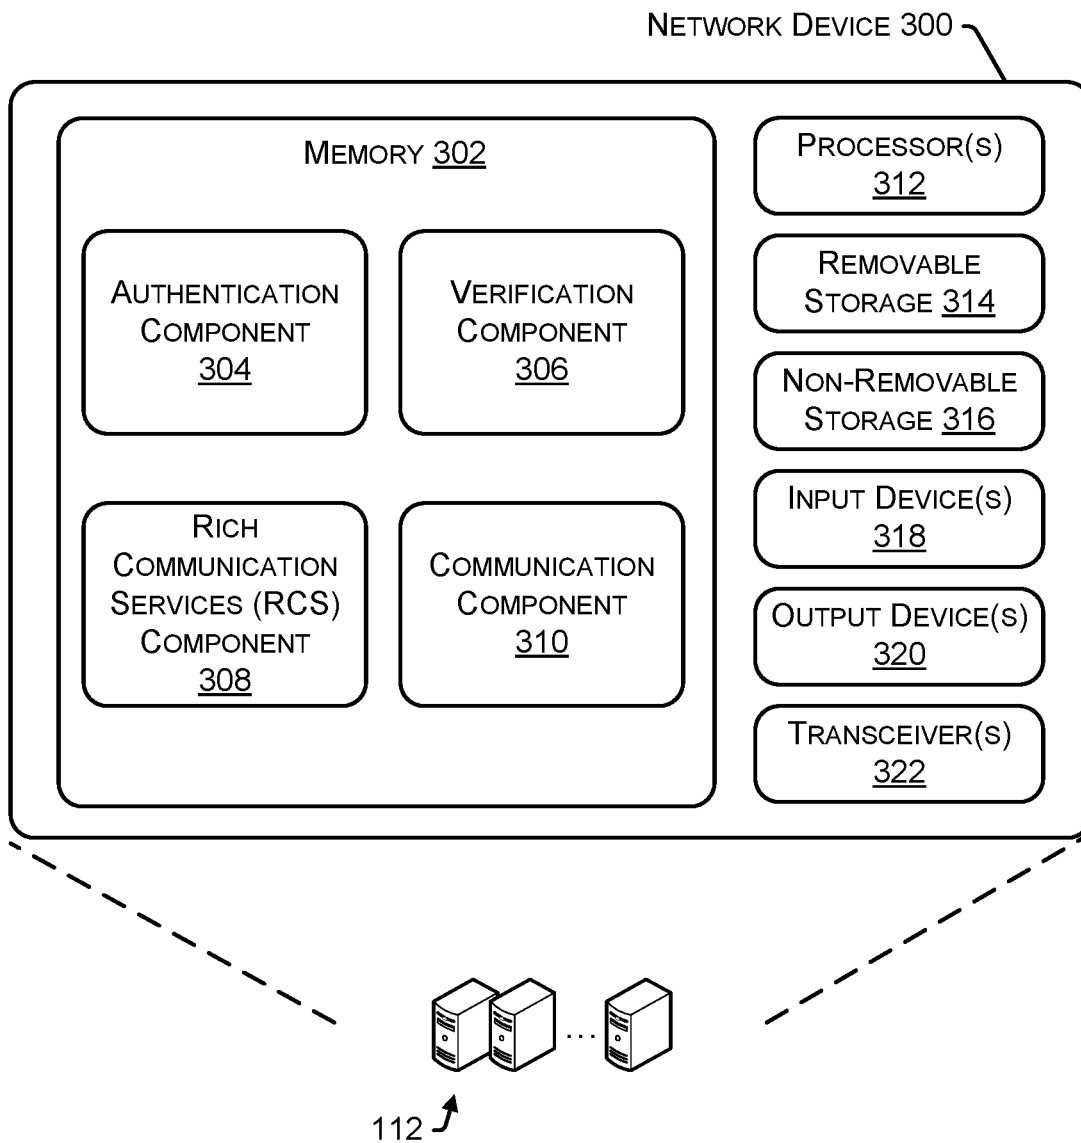 NETWORK DEVICE 300
MEMORY 302
AUTHENTICATION
COMPONENT
304
VERIFICATION
COMPONENT
306
RICH
COMMUNICATION
SERVICES (RCS)
COMPONENT
308
COMMUNICATION
COMPONENT
310
PROCESSOR(S)
312
REMOVABLE
STORAGE 314
NON-REMOVABLE
STORAGE 316
INPUT DEVICE(S)
318
OUTPUT DEVICE(S)
320
TRANSCEIVER(S)
322
...
112